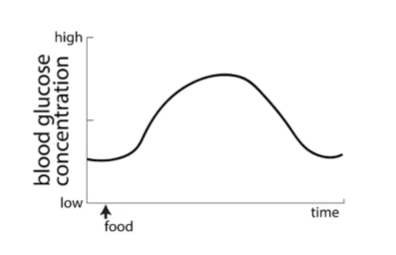 high
blood glucose
concentration
low
time
food